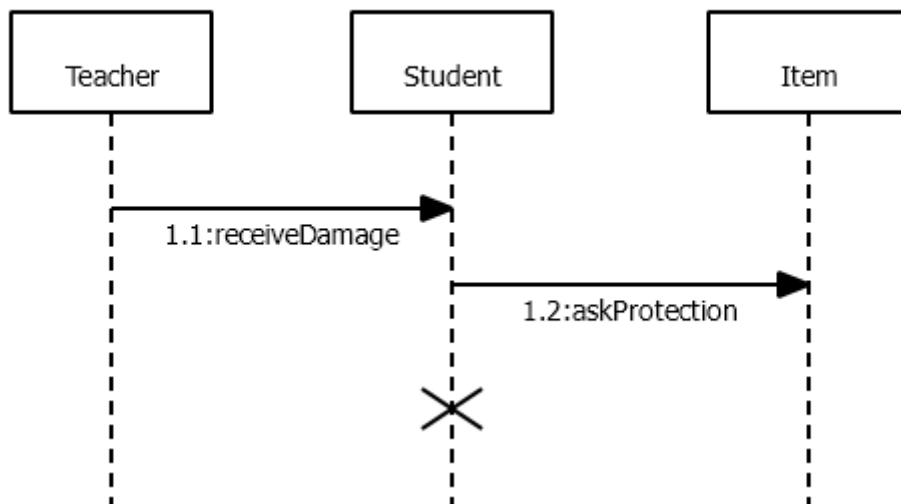 Teacher
Student
Item
1.1:receiveDamage
1.2:askProtection